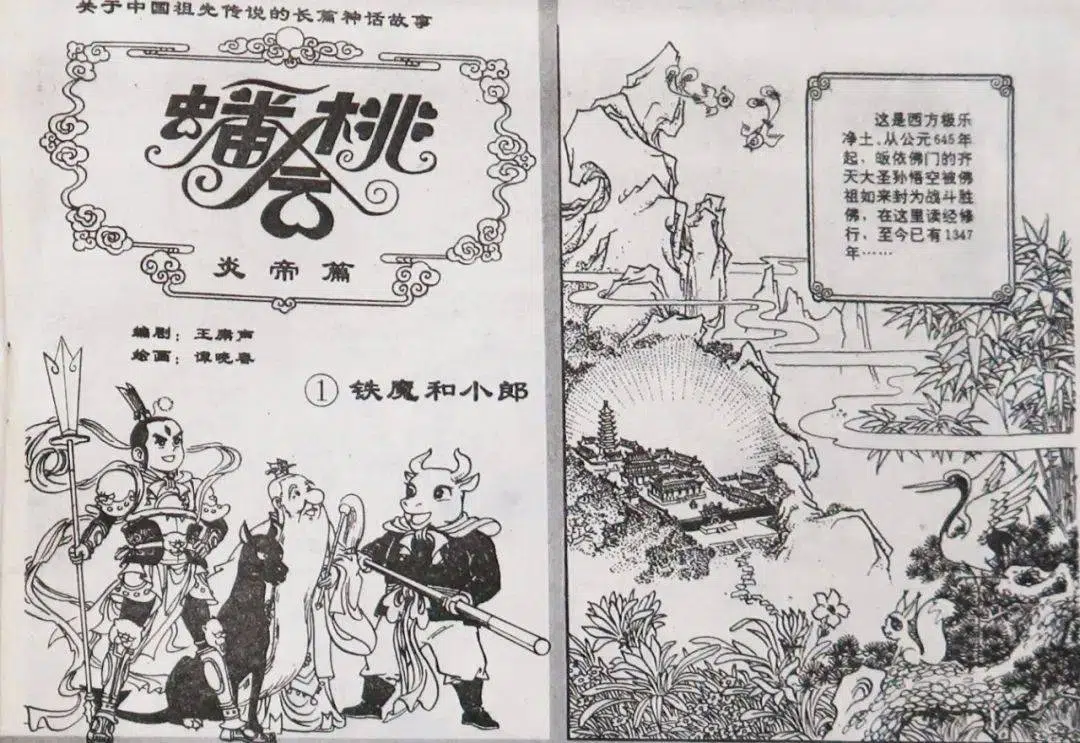 关于中国祖先传说的长篇神话故事
蟠桃会
炎帝篇
编剧：王庸声
绘画：谭晓春
①铁魔和小郎
这是西方极乐
净土。从公元645年
起，皈依佛门的齐
天大圣孙悟空被佛
祖如来封为战斗胜
佛，在这里读经修
行，至今已有1347
年……